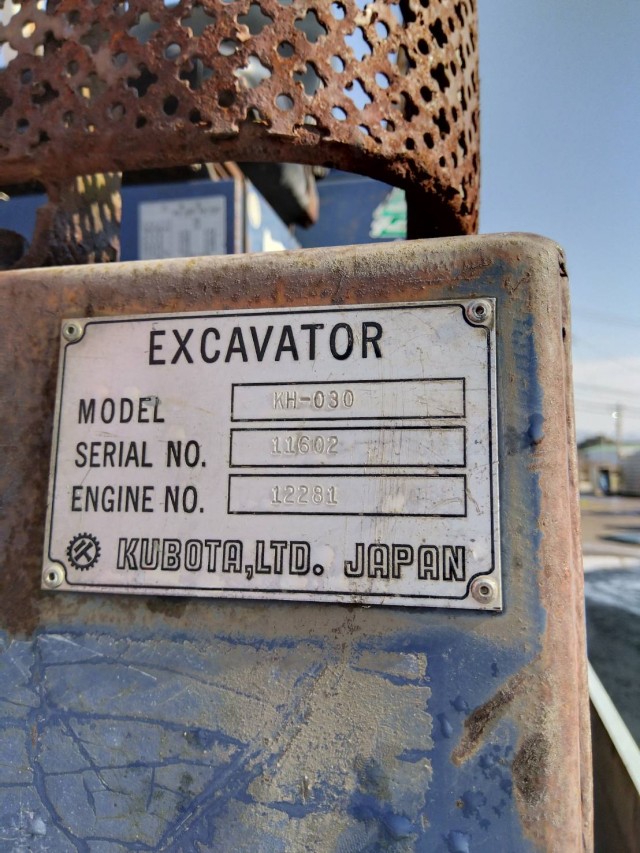 EXCAVATOR
MODEL KH-030
SERIAL NO. 11602
ENGINE NO. 12281
KUBOTA,LTD. JAPAN